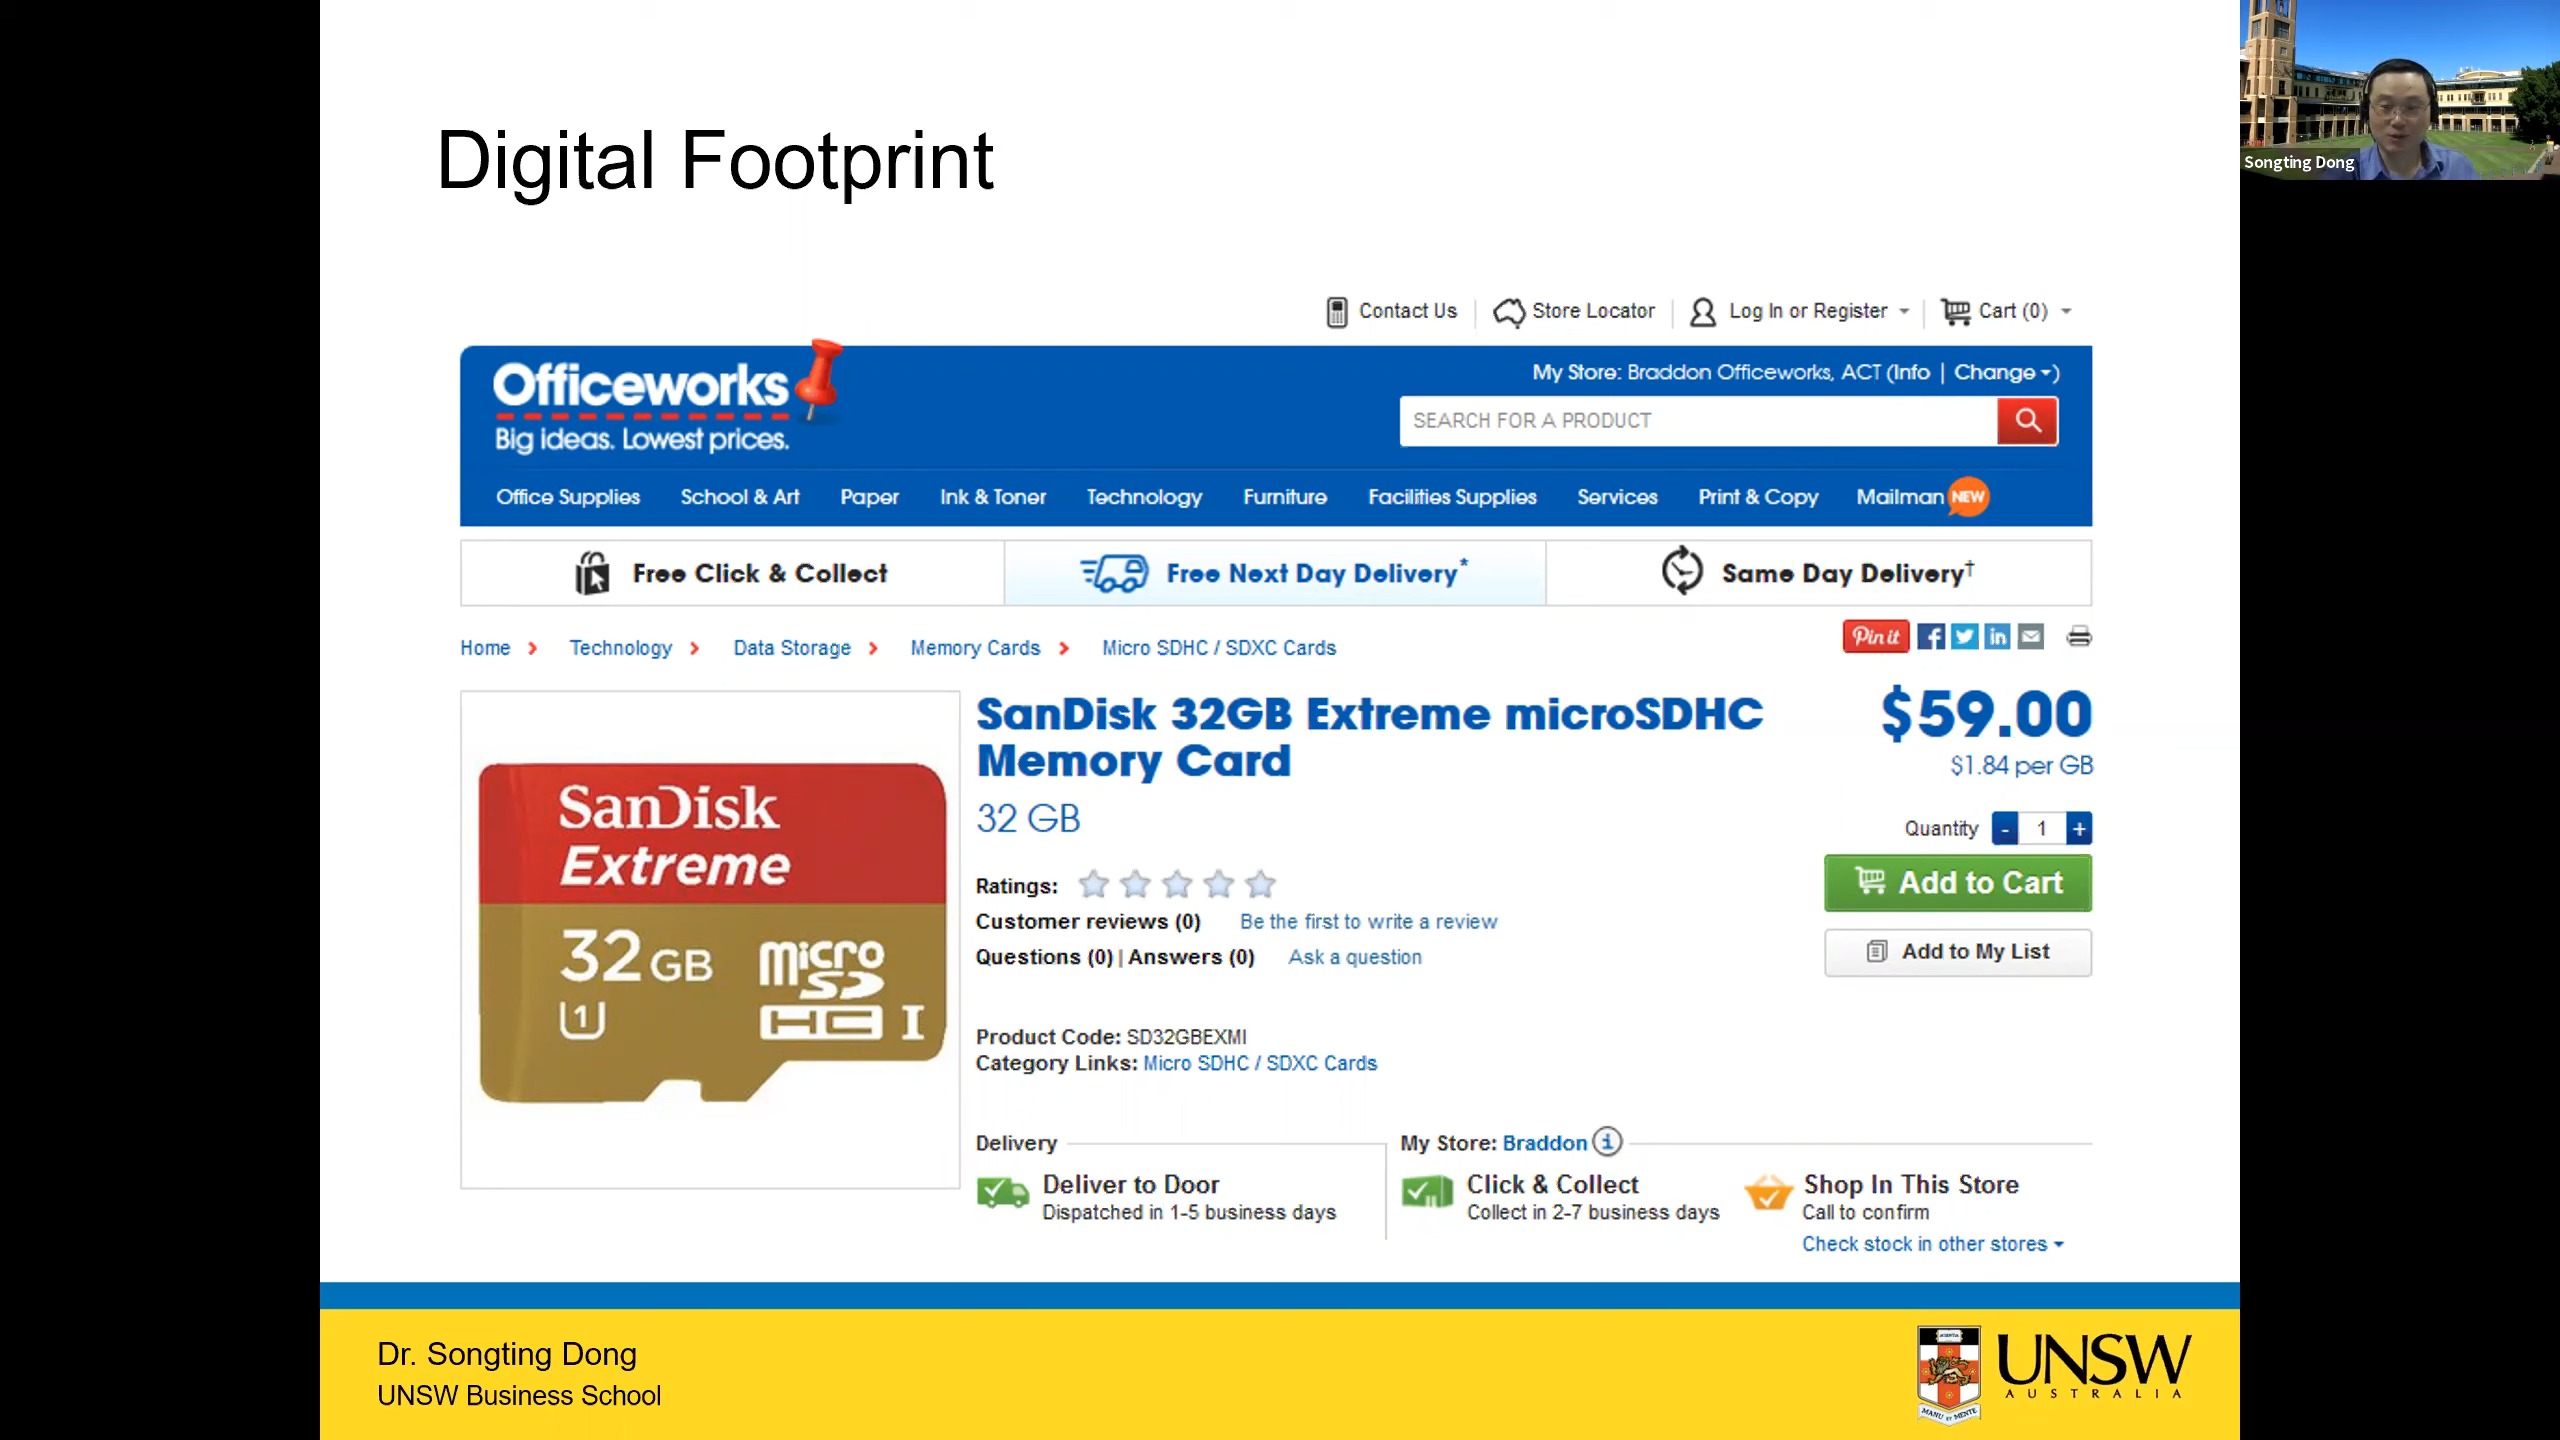 Digital Footprint
Songting Dong
Contact Us
Store Locator
Log In or Register
Cart (0)
Officeworks
Big ideas. Lowest prices.
My Store: Braddon Officeworks, ACT (Info | Change)
SEARCH FOR A PRODUCT
Office Supplies School & Art Paper Ink & Toner Technology Furniture Facilities Supplies Services Print & Copy Mailman NEW
Free Click & Collect
Free Next Day Delivery*
Same Day Delivery†
Home Technology Data Storage Memory Cards Micro SDHC / SDXC Cards
Pin it
SanDisk
Extreme
32 GB
micro SD HC I
1
SanDisk 32GB Extreme microSDHC
Memory Card
32 GB
$59.00
$1.84 per GB
Quantity - 1 +
Add to Cart
Add to My List
Ratings:
Customer reviews (0) Be the first to write a review
Questions (0) | Answers (0) Ask a question
Product Code: SD32GBEXMI
Category Links: Micro SDHC / SDXC Cards
Delivery
Deliver to Door
Dispatched in 1-5 business days
My Store: Braddon
Click & Collect
Collect in 2-7 business days
Shop In This Store
Call to confirm
Check stock in other stores
Dr. Songting Dong
UNSW Business School
UNSW
AUSTRALIA
MANU ET MENTE